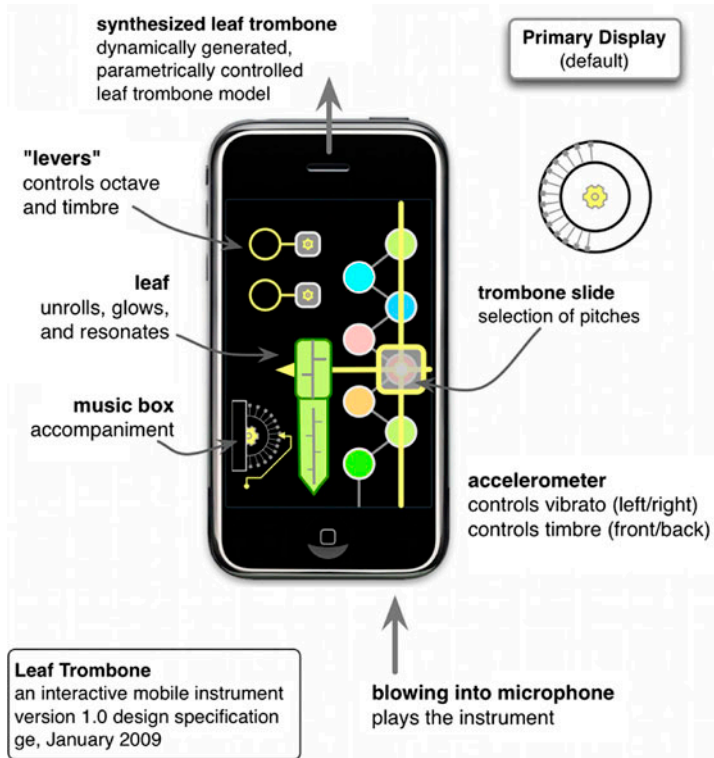 synthesized leaf trombone
dynamically generated,
parametrically controlled
leaf trombone model
Primary Display
(default)
"levers"
controls octave
and timbre
leaf
unrolls, glows,
and resonates
trombone slide
selection of pitches
music box
accompaniment
accelerometer
controls vibrato (left/right)
controls timbre (front/back)
Leaf Trombone
an interactive mobile instrument
version 1.0 design specification
ge, January 2009
blowing into microphone
plays the instrument